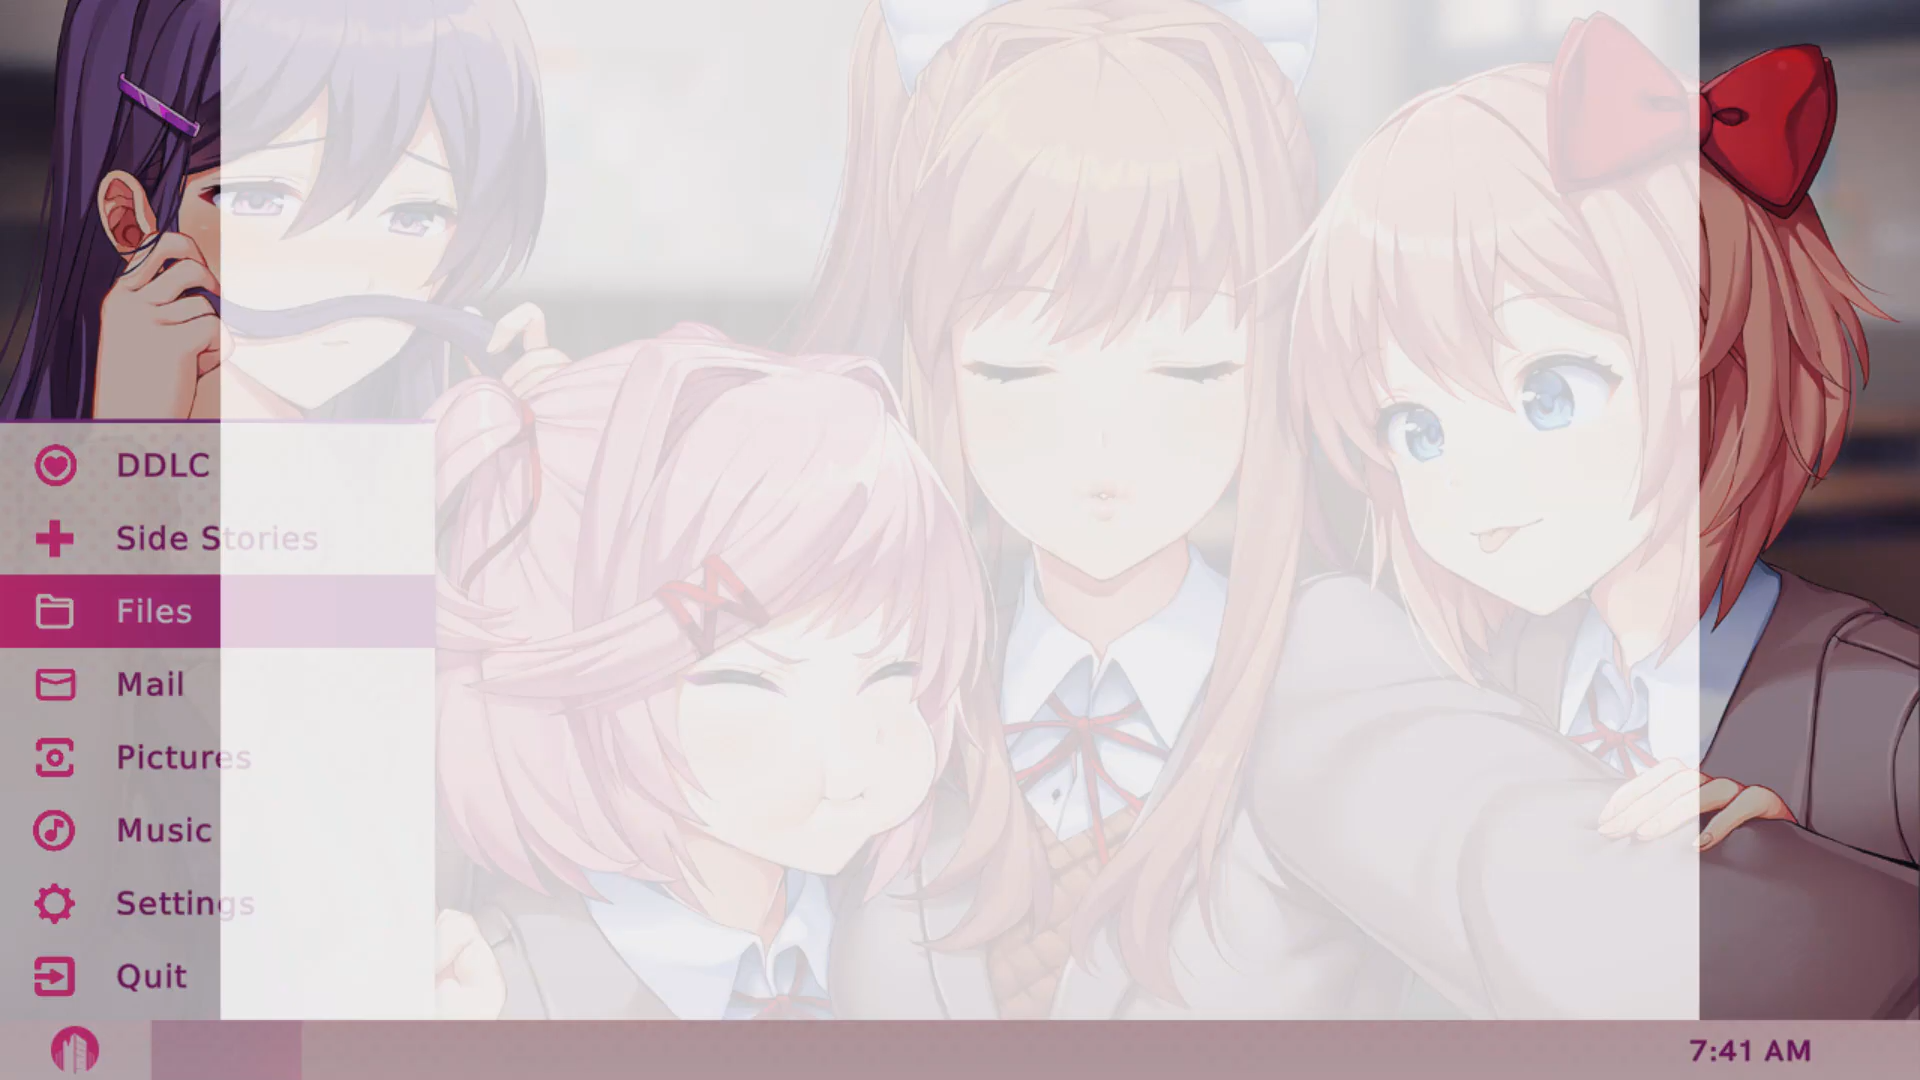 DDLC
Side Stories
Files
Mail
Pictures
Music
Settings
Quit
7:41 AM